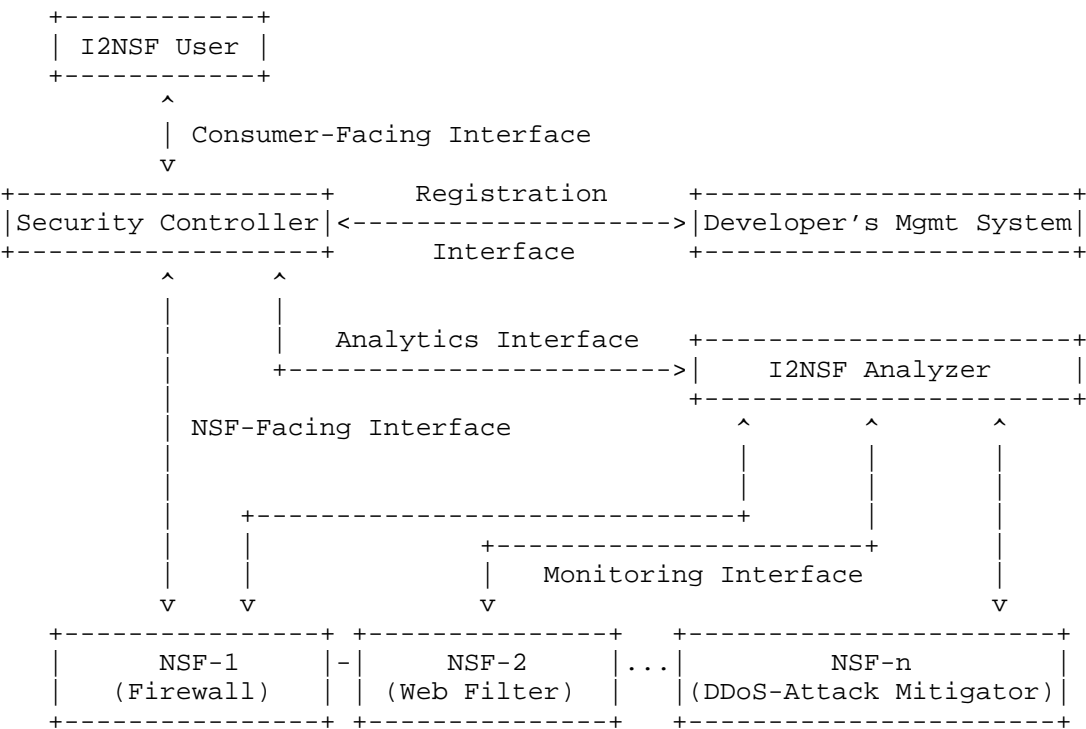 I2NSF User
Consumer-Facing Interface
Registration
Security Controller
Developer's Mgmt System
Interface
Analytics Interface
I2NSF Analyzer
NSF-Facing Interface
Monitoring Interface
NSF-1 NSF-2 ... NSF-n
(Firewall) (Web Filter) (DDoS-Attack Mitigator)